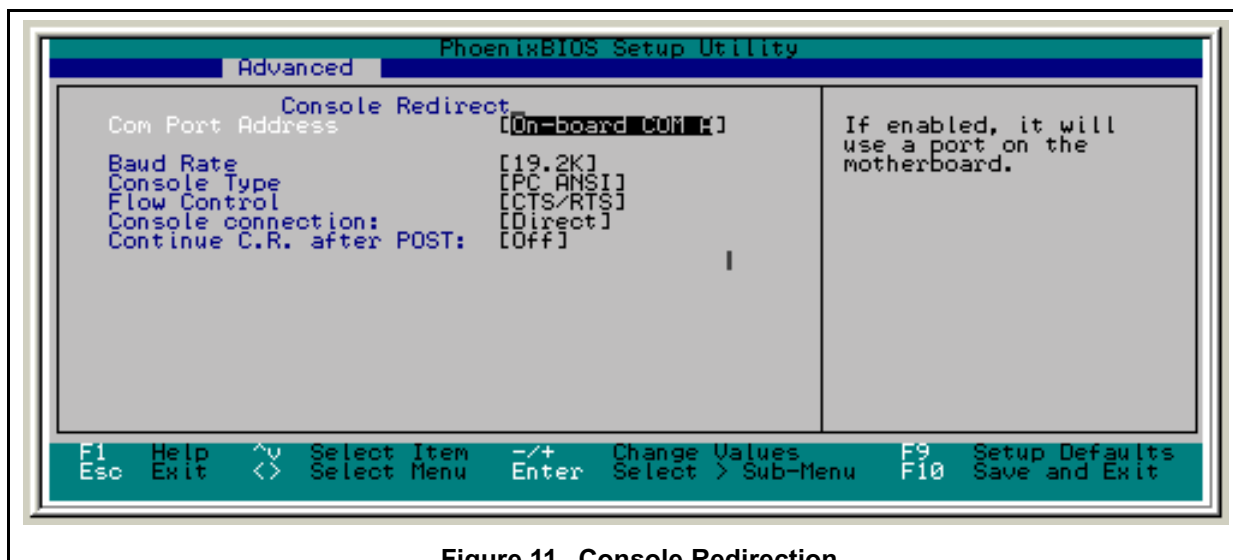 PhoenixBIOS Setup Utility
Advanced
Console Redirect
Com Port Address [On-board COM A]
If enabled, it will
use a port on the
motherboard.
Baud Rate [19.2K]
Console Type [PC ANSI]
Flow Control [CTS/RTS]
Console connection: [Direct]
Continue C.R. after POST: [Off]
F1 Help ^v Select Item -/+ Change Values F9 Setup Defaults
Esc Exit <> Select Menu Enter Select > Sub-Menu F10 Save and Exit
Figure 11. Console Redirection